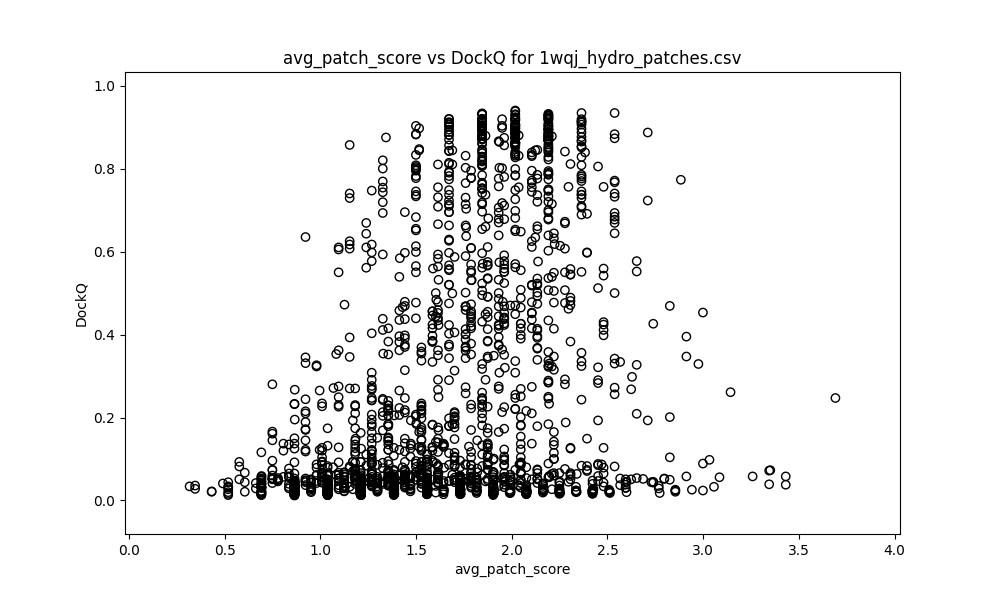 avg_patch_score vs DockQ for 1wqj_hydro_patches.csv
1.0
0.8
0.6
0.4
0.2
0.0
DockQ
0.0 0.5 1.0 1.5 2.0 2.5 3.0 3.5 4.0
avg_patch_score